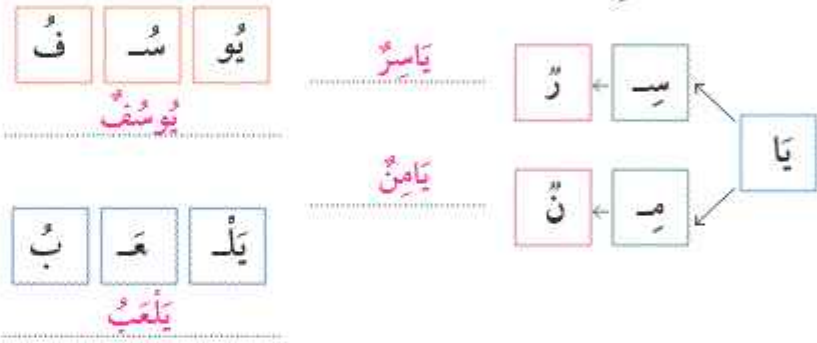 يَا
سِـ
رٌ
يَاسِرٌ
مِـ
نٌ
يَامِنٌ
يُو
سُـ
فُ
يُوسُفٌ
يَلْـ
عَـ
بُ
يَلْعَبُ